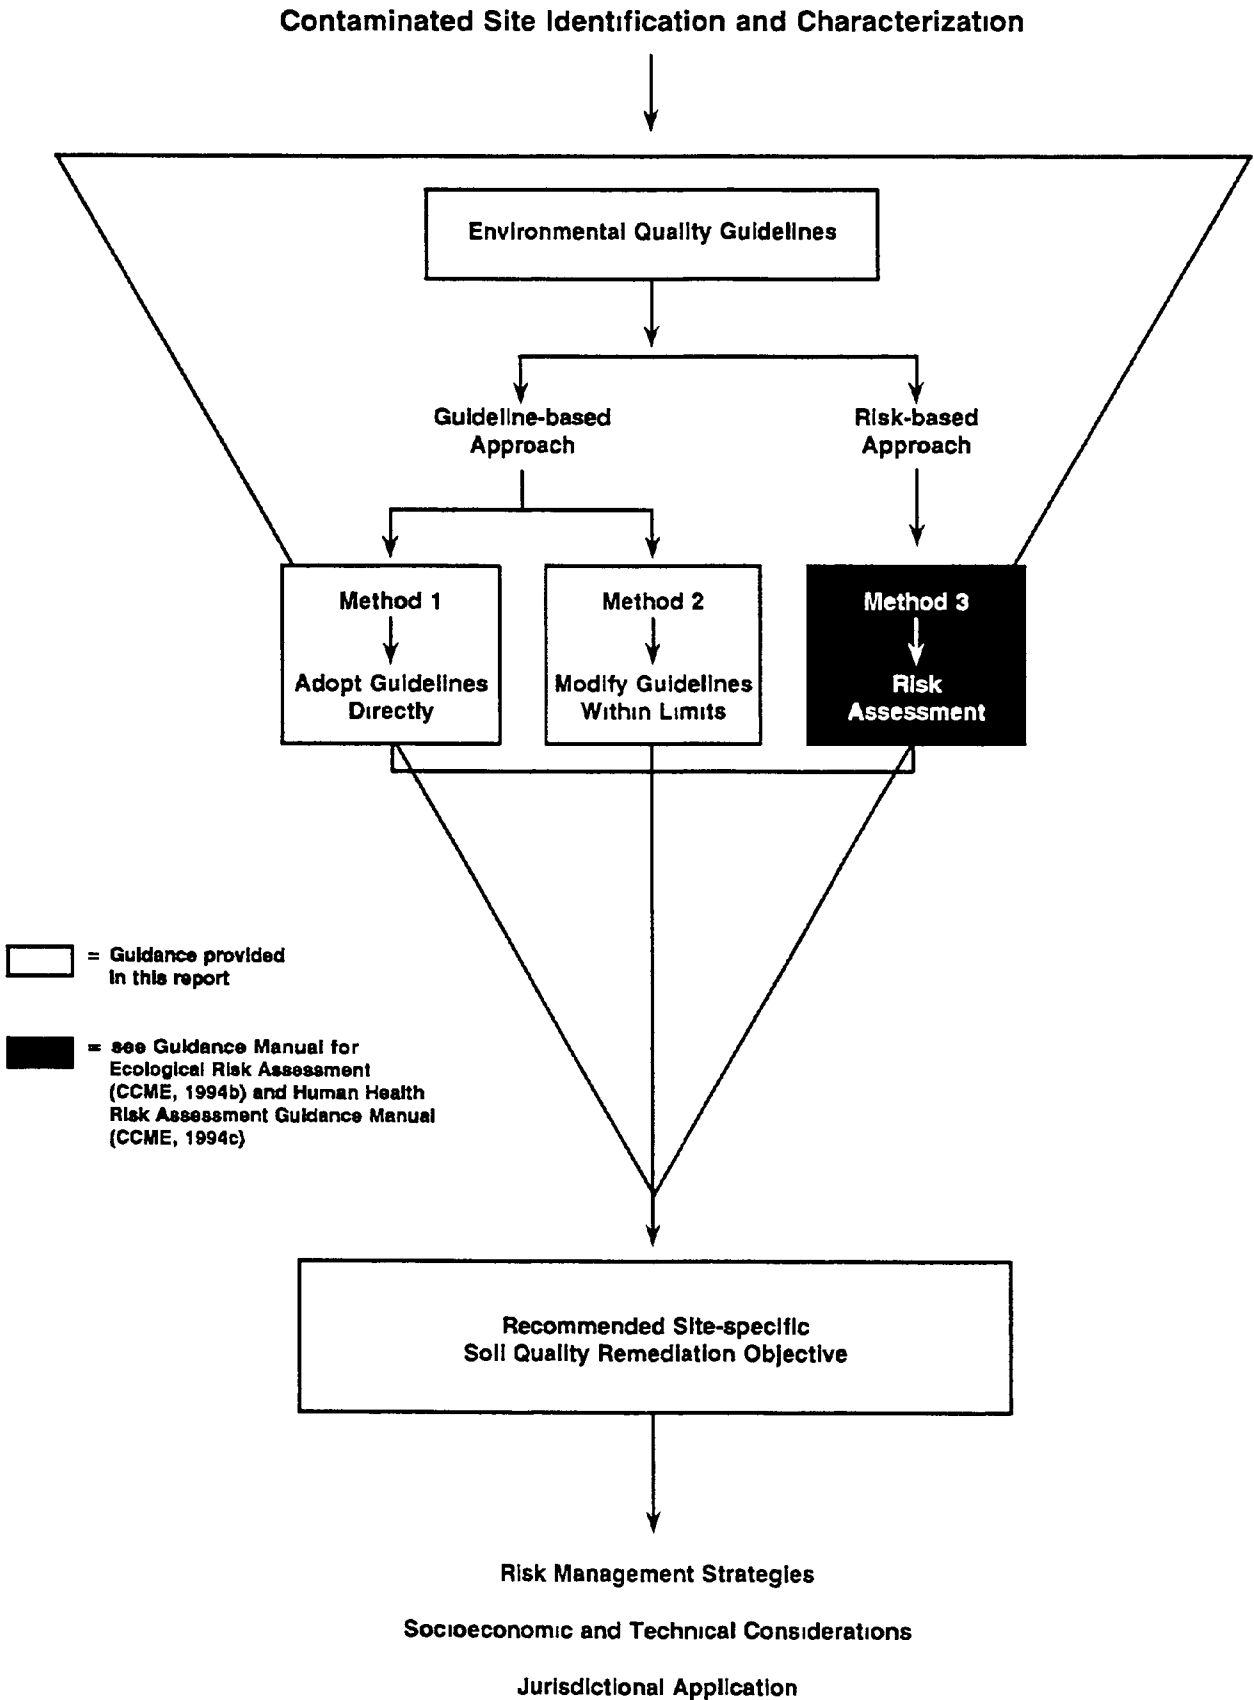 Contaminated Site Identification and Characterization
Environmental Quality Guidelines
Guideline-based
Approach
Risk-based
Approach
Method 1
Adopt Guidelines
Directly
Method 2
Modify Guidelines
Within Limits
Method 3
Risk
Assessment
= Guidance provided
in this report
= see Guidance Manual for
Ecological Risk Assessment
(CCME, 1994b) and Human Health
Risk Assessment Guidance Manual
(CCME, 1994c)
Recommended Site-specific
Soil Quality Remediation Objective
Risk Management Strategies
Socioeconomic and Technical Considerations
Jurisdictional Application